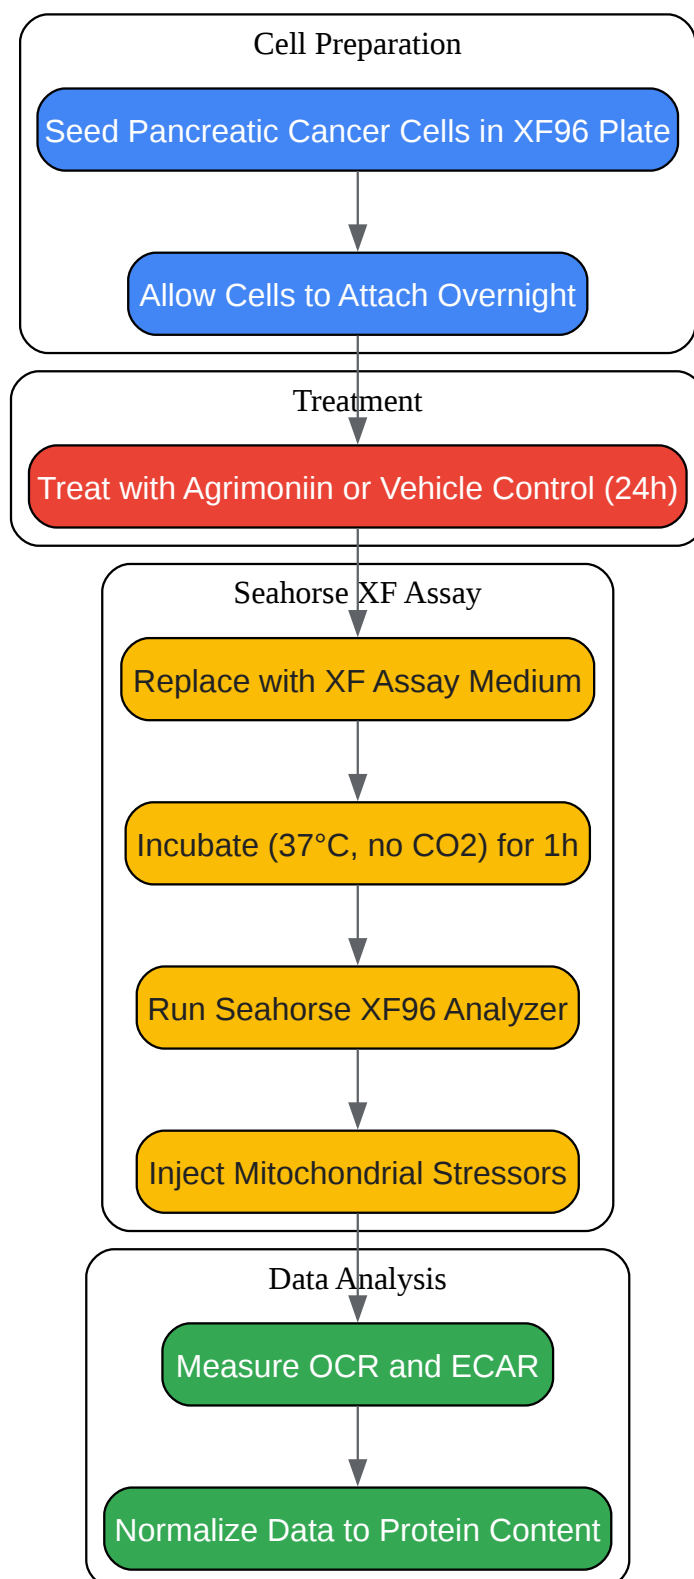 Cell Preparation
Seed Pancreatic Cancer Cells in XF96 Plate
Allow Cells to Attach Overnight
Treatment
Treat with Agrimoniin or Vehicle Control (24h)
Seahorse XF Assay
Replace with XF Assay Medium
Incubate (37°C, no CO2) for 1h
Run Seahorse XF96 Analyzer
Inject Mitochondrial Stressors
Data Analysis
Measure OCR and ECAR
Normalize Data to Protein Content